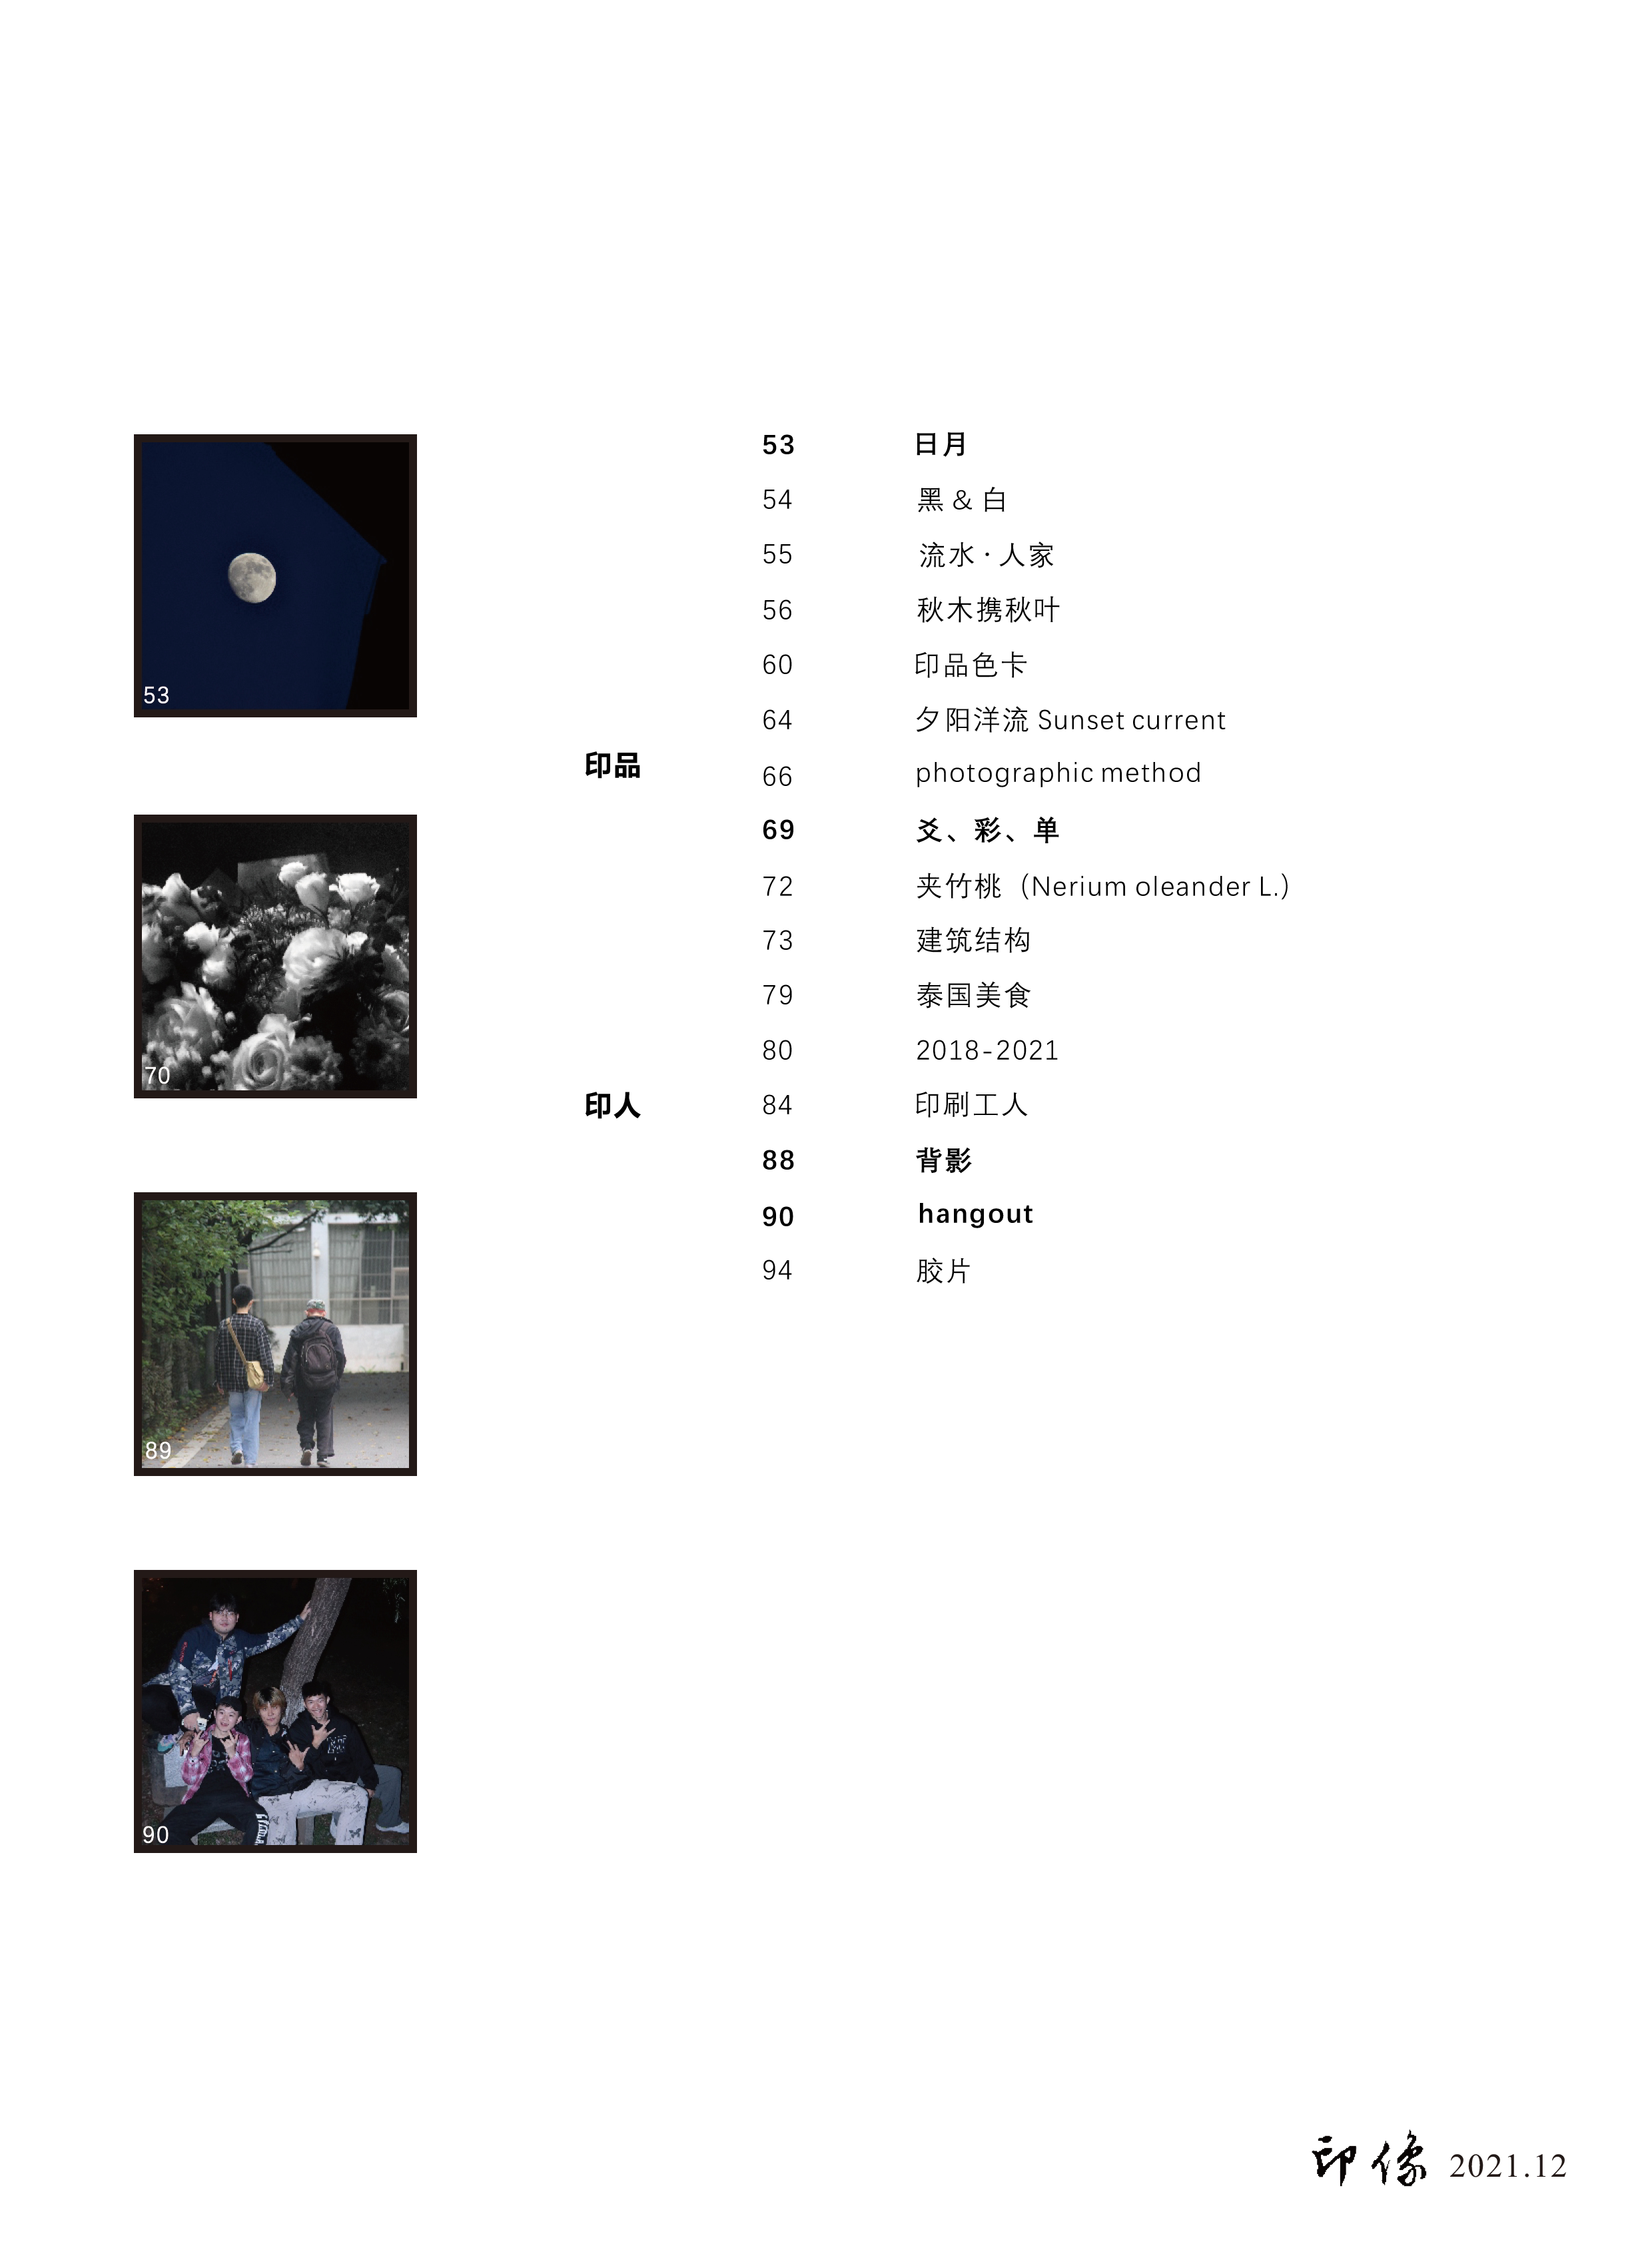 53 日月
54 黑 & 白
55 流水·人家
56 秋木携秋叶
60 印品色卡
64 夕阳洋流 Sunset current
印品
66 photographic method
69 爻、彩、单
72 夹竹桃（Nerium oleander L.）
73 建筑结构
79 泰国美食
80 2018-2021
印人
84 印刷工人
88 背影
90 hangout
94 胶片
53
70
89
90
印像 2021.12